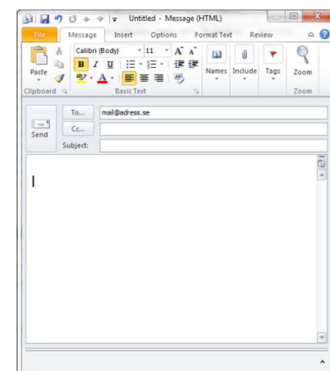 Untitled - Message (HTML)
File Message Insert Options Format Text Review
Calibri (Body) 11
Paste
B I U
Names Include Tags Zoom
Clipboard Basic Text Zoom
To... mail@adress.se
Send
Cc...
Subject: